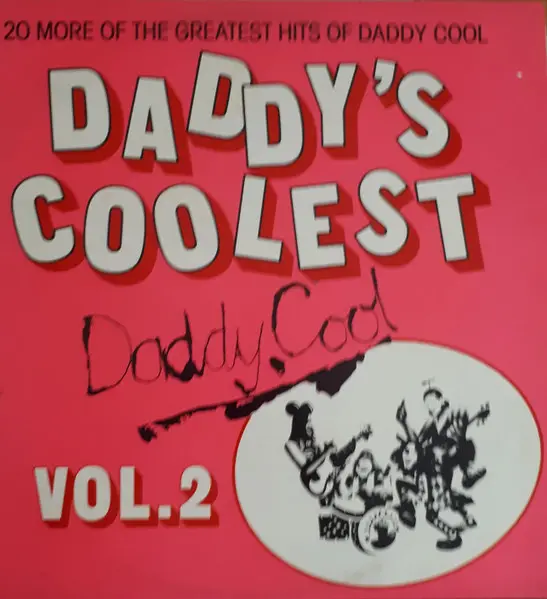 20 MORE OF THE GREATEST HITS OF DADDY COOL
DADDY'S
COOLEST
Daddy Cool
VOL.2